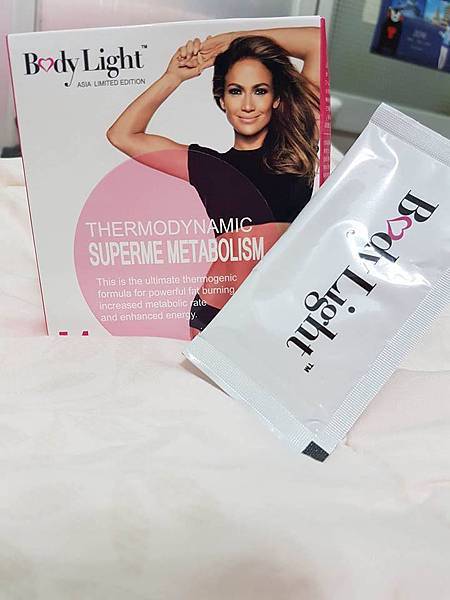 Body Light™
ASIA LIMITED EDITION
THERMODYNAMIC
SUPERME METABOLISM
This is the ultimate thermogenic
formula for powerful fat burning
increased metabolic rate
and enhanced energy.
Body Light™